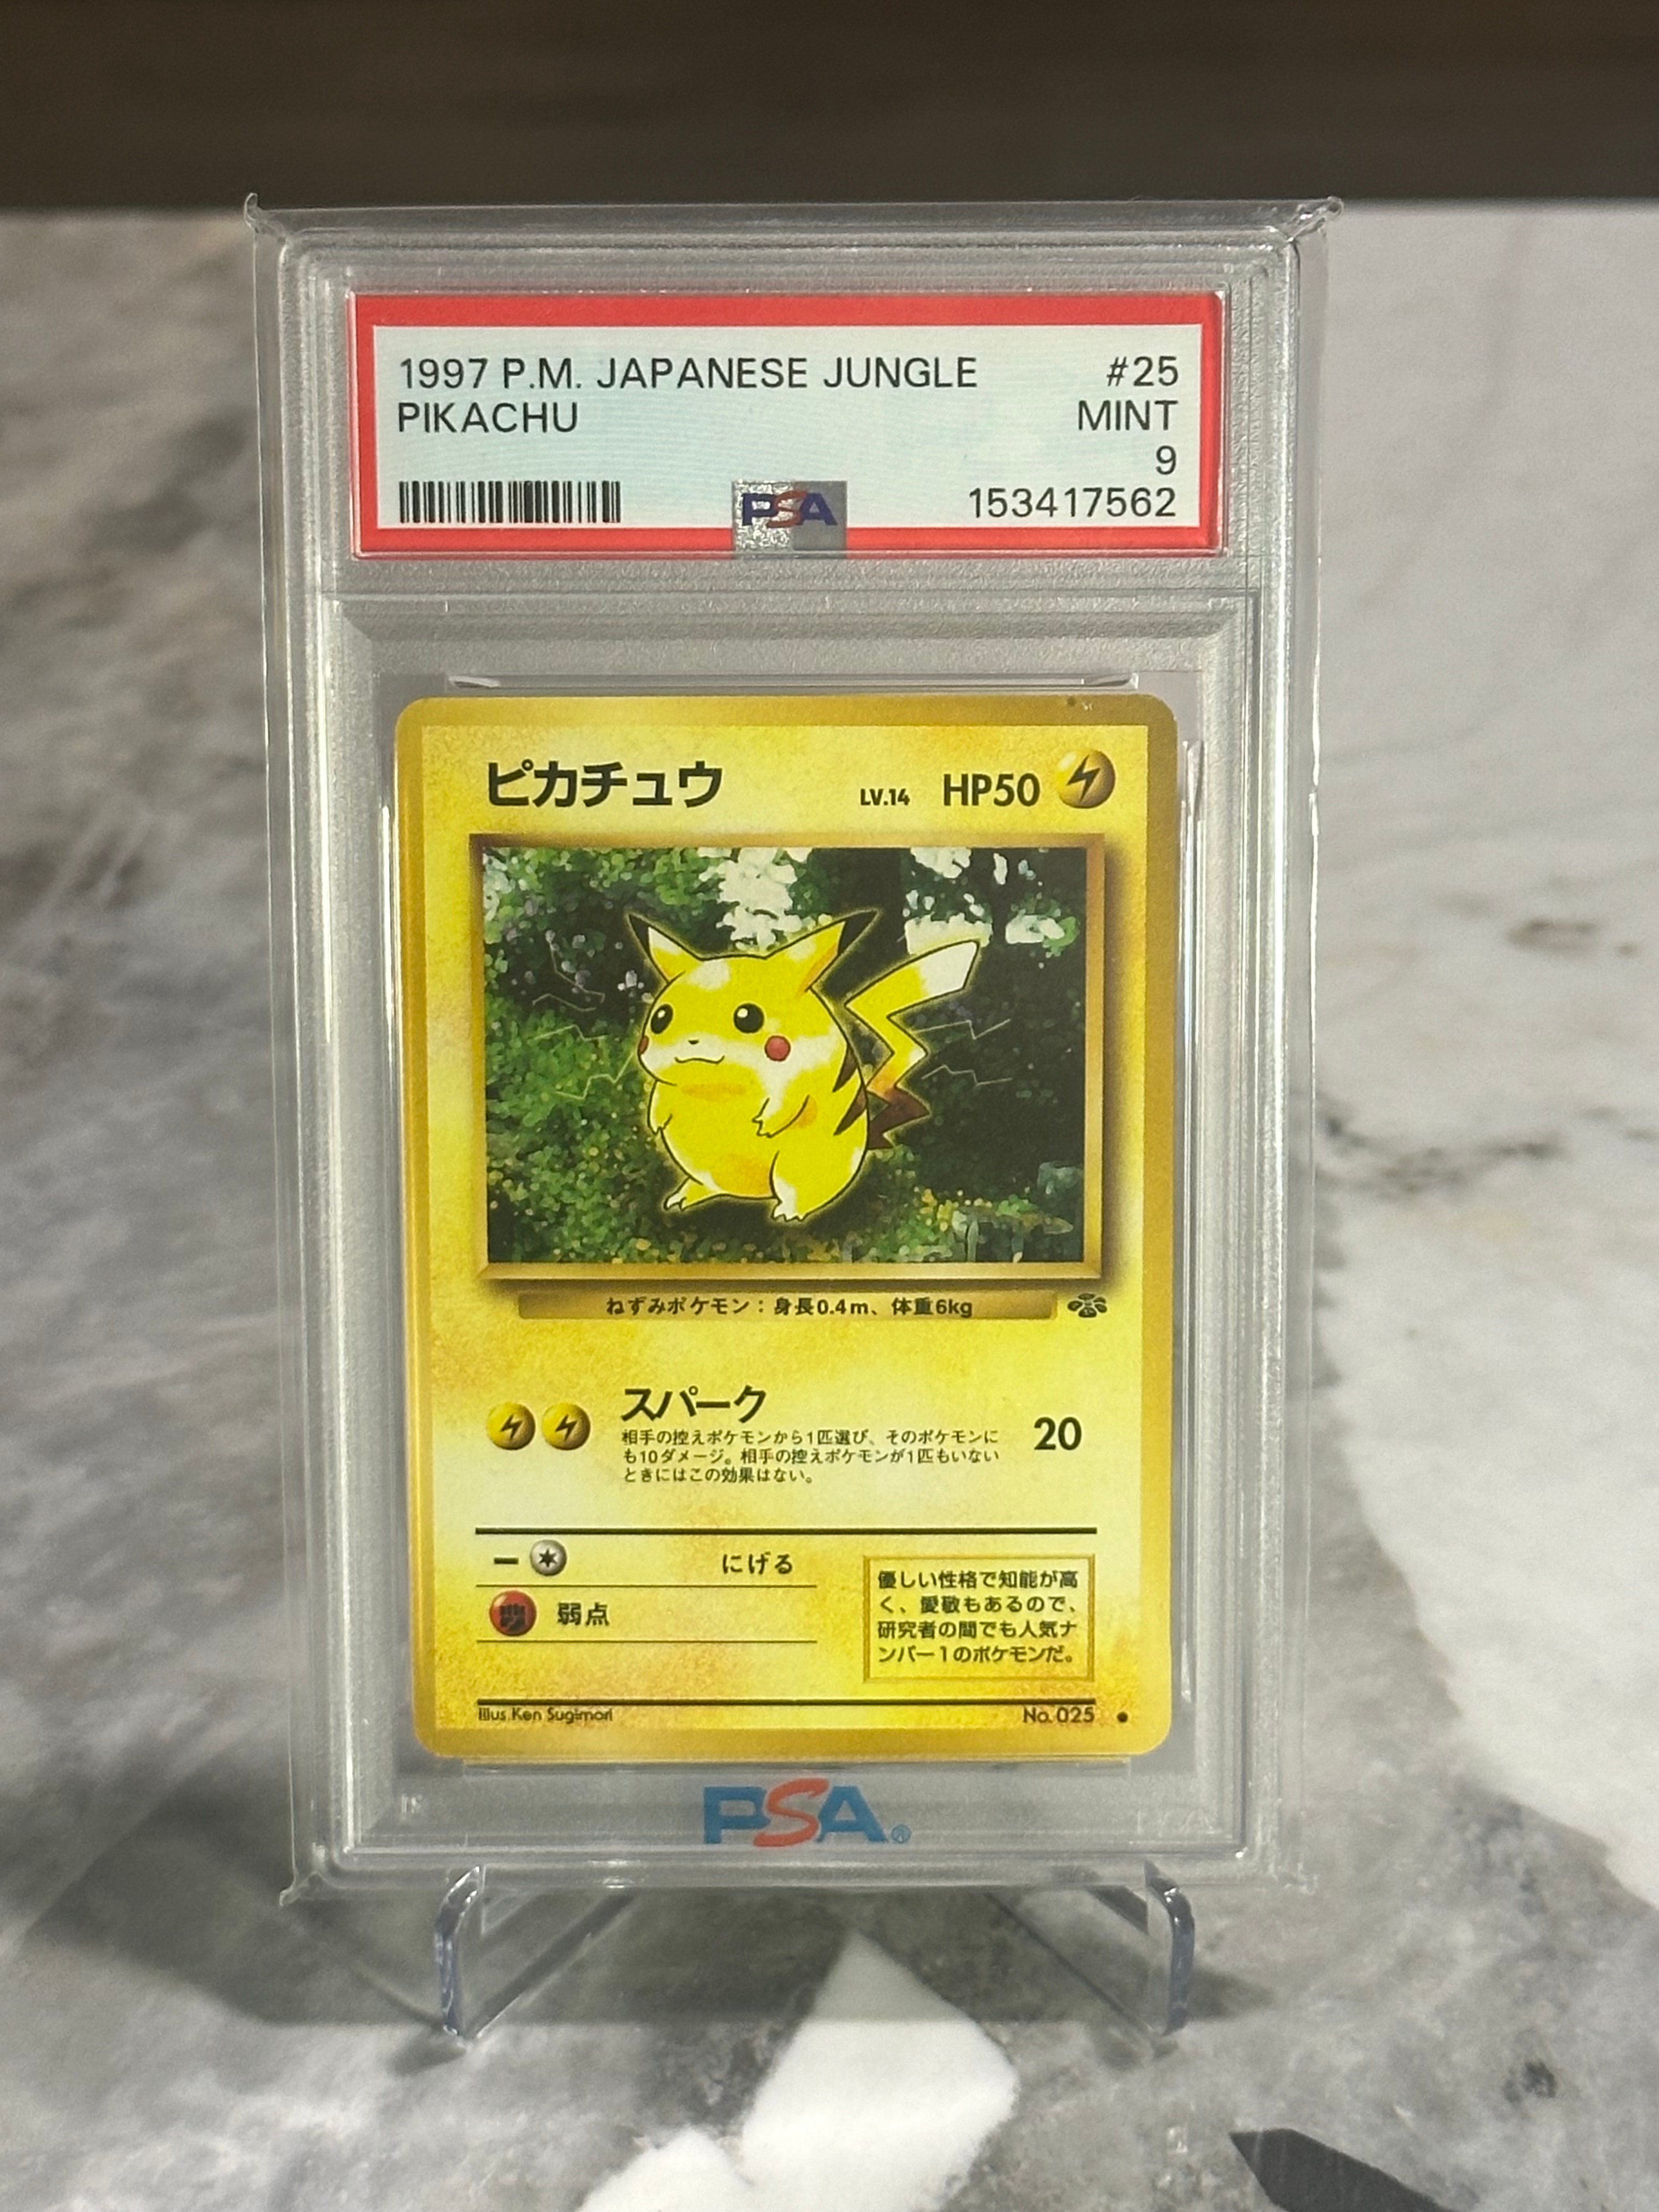 1997 P.M. JAPANESE JUNGLE #25
PIKACHU MINT
9
PSA 153417562
ピカチュウ LV.14 HP50
ねずみポケモン：身長0.4m、体重6kg
スパーク 20
相手の控えポケモンから1匹選び、そのポケモンに
も10ダメージ。相手の控えポケモンが1匹もいない
ときにはこの効果はない。
ー にげる
弱点
優しい性格で知能が高
く、愛敬もあるので、
研究者の間でも人気ナ
ンバー1のポケモンだ。
Illus. Ken Sugimori No. 025 ●
PSA®